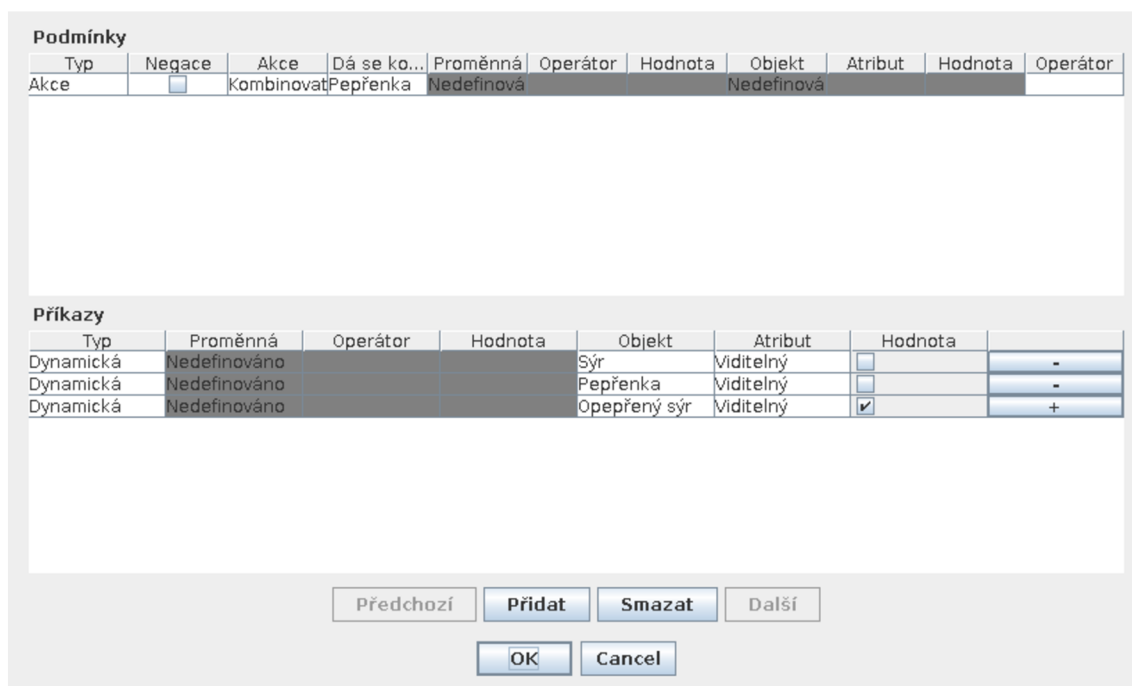 Podmínky
Typ Negace Akce Dá se ko... Proměnná Operátor Hodnota Objekt Atribut Hodnota Operátor
Akce Kombinovat Pepřenka Nedefinová Nedefinová
Příkazy
Typ Proměnná Operátor Hodnota Objekt Atribut Hodnota
Dynamická Nedefinováno Sýr Viditelný -
Dynamická Nedefinováno Pepřenka Viditelný -
Dynamická Nedefinováno Opepřený sýr Viditelný +
Předchozí Přidat Smazat Další
OK Cancel